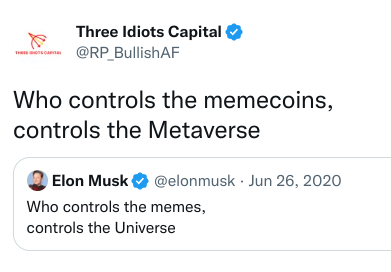 Three Idiots Capital
THREE IDIOTS CAPITAL
@RP_BullishAF
Who controls the memecoins,
controls the Metaverse
Elon Musk @elonmusk · Jun 26, 2020
Who controls the memes,
controls the Universe